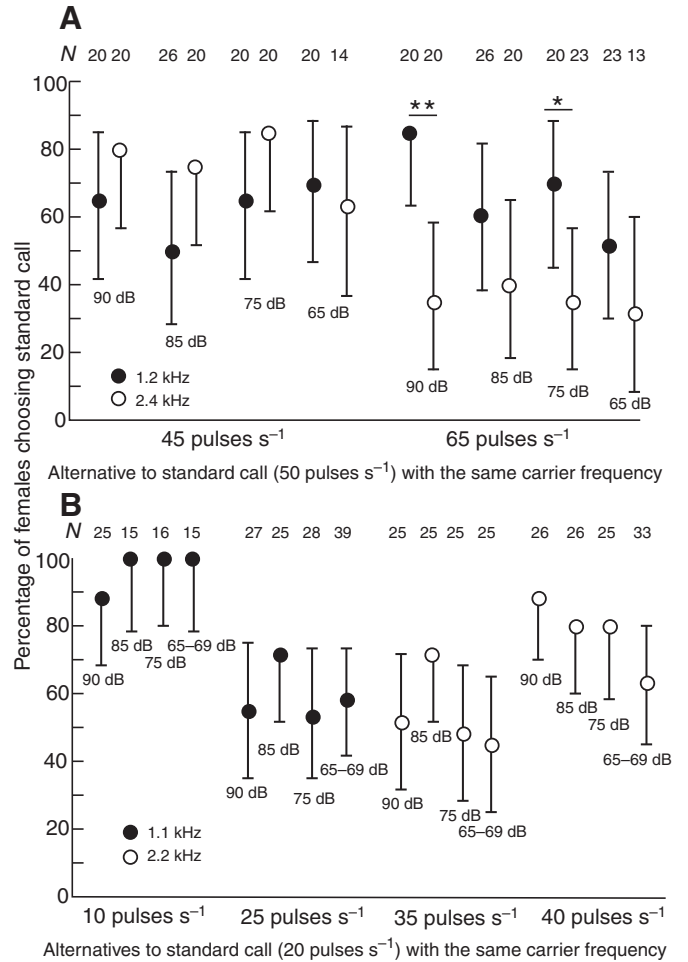 A
N 20 20 26 20 20 20 20 14 20 20 26 20 20 23 23 13
** *
100
80
60
40
20
0
90 dB 85 dB 75 dB 65 dB 90 dB 85 dB 75 dB 65 dB
1.2 kHz
2.4 kHz
45 pulses s⁻¹ 65 pulses s⁻¹
Alternative to standard call (50 pulses s⁻¹) with the same carrier frequency
Percentage of females choosing standard call
B
N 25 15 16 15 27 25 28 39 25 25 25 25 26 26 25 33
100
80
60
40
20
0
90 dB 85 dB 75 dB 65–69 dB 90 dB 85 dB 75 dB 65–69 dB 90 dB 85 dB 75 dB 65–69 dB 90 dB 85 dB 75 dB 65–69 dB
1.1 kHz
2.2 kHz
10 pulses s⁻¹ 25 pulses s⁻¹ 35 pulses s⁻¹ 40 pulses s⁻¹
Alternatives to standard call (20 pulses s⁻¹) with the same carrier frequency